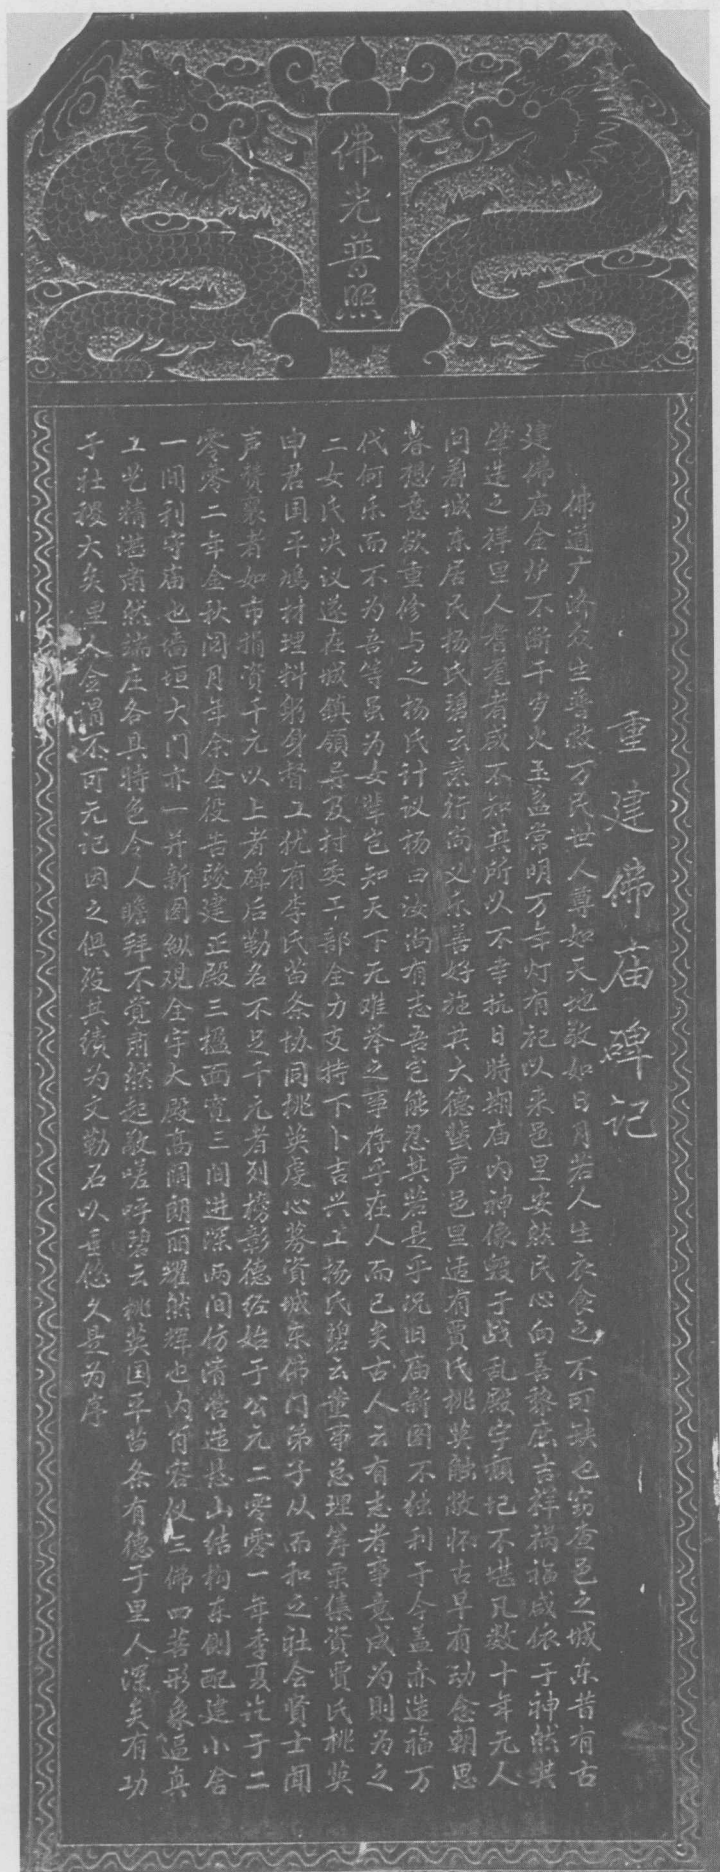 佛光普照
重建佛庙碑记
佛道广济众生普救万民世人尊如天地敬如日月若人生衣食之不可缺也窃查邑之城东昔有古
建佛庙金炉不断千岁火玉盏常明万年灯有祀以来邑里安然民心向善黎庶吉祥祸福咸依于神然其
肇造之祥里人耆耄者咸不知其所以不幸抗日时期庙内神像毁于战乱殿宇颓圮不堪凡数十年无人
问着城东居民杨氏碧云素行尚义乐善好施其大德蜚声邑里适有贾氏桃英触敝怀古早有动念朝思
暮想意欲重修与之杨氏计议杨曰汝尚有志吾岂能忍其若是乎况旧庙新图不独利于今盖亦造福万
代何乐而不为吾等虽为女辈岂知天下无难举之事存乎在人而已矣古人云有志者事竟成为则为之
二女氏决议遂在城镇领导及村委干部全力支持下卜吉兴工杨氏碧云董事总理筹票集资贾氏桃英
申君国平鸠材理料躬身督工优有李氏苗条协同桃英虔心募资城东佛门弟子从而和之社会贤士闻
声赞襄者如市捐资千元以上者碑后勒名不足千元者列榜彰德经始于公元二零零一年季夏讫于二
零零二年金秋阅月年余全役告竣建正殿三楹面宽三间进深两间仿清营造悬山结构东侧配建小舍
一间利守庙也墙垣大门亦一并新图纵观全宇大殿高阔朗丽耀然辉也内有容仪三佛四菩形象逼真
工艺精湛肃然端庄各具特色令人瞻拜不觉肃然起敬嗟呼碧云桃英国平苗条有德于里人深矣有功
于社稷大矣里人佥谓不可无记因之俱殁其绩为文勒石以垂悠久是为序